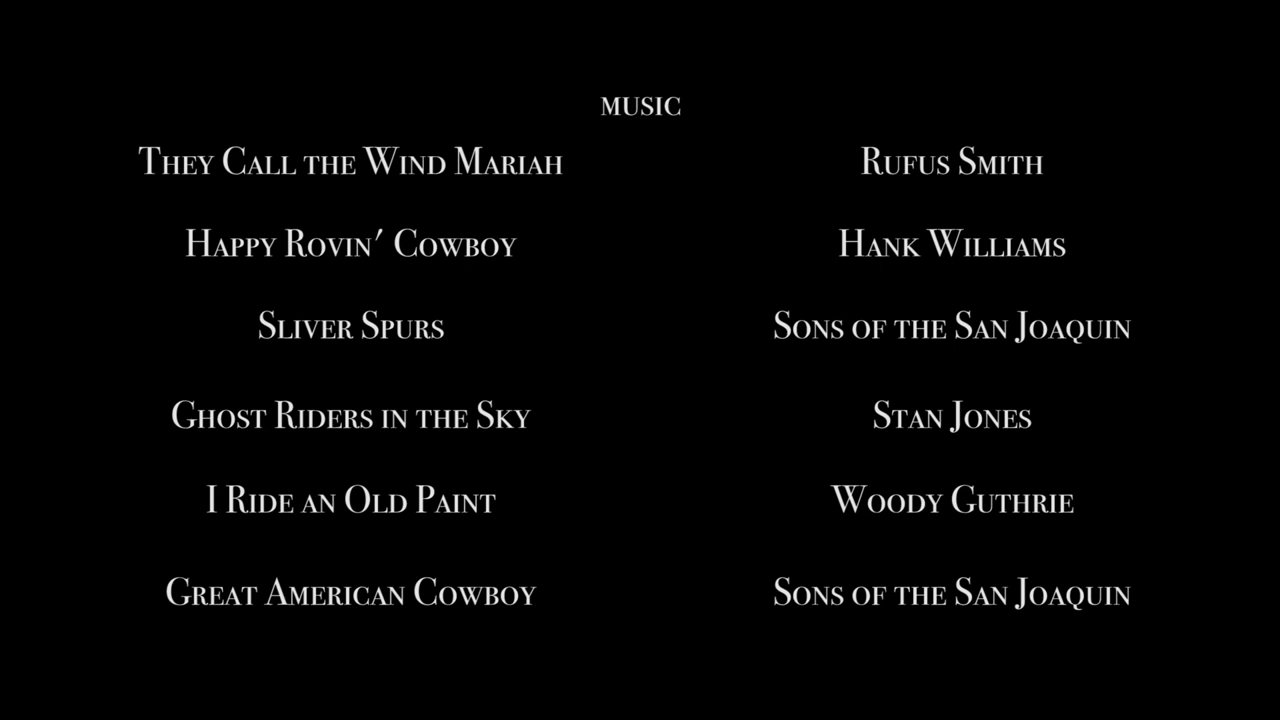 MUSIC
They Call the Wind Mariah Rufus Smith
Happy Rovin' Cowboy Hank Williams
Sliver Spurs Sons of the San Joaquin
Ghost Riders in the Sky Stan Jones
I Ride an Old Paint Woody Guthrie
Great American Cowboy Sons of the San Joaquin